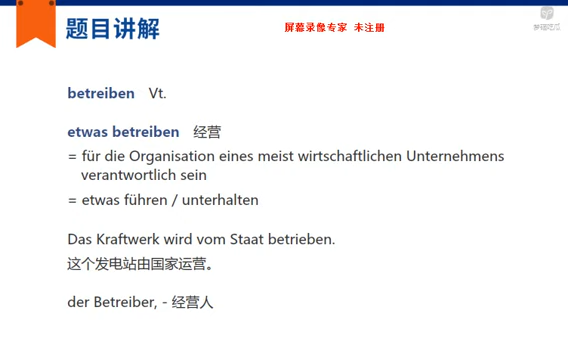 题目讲解
屏幕录像专家 未注册
betreiben Vt.
etwas betreiben 经营
= für die Organisation eines meist wirtschaftlichen Unternehmens
verantwortlich sein
= etwas führen / unterhalten
Das Kraftwerk wird vom Staat betrieben.
这个发电站由国家运营。
der Betreiber, - 经营人